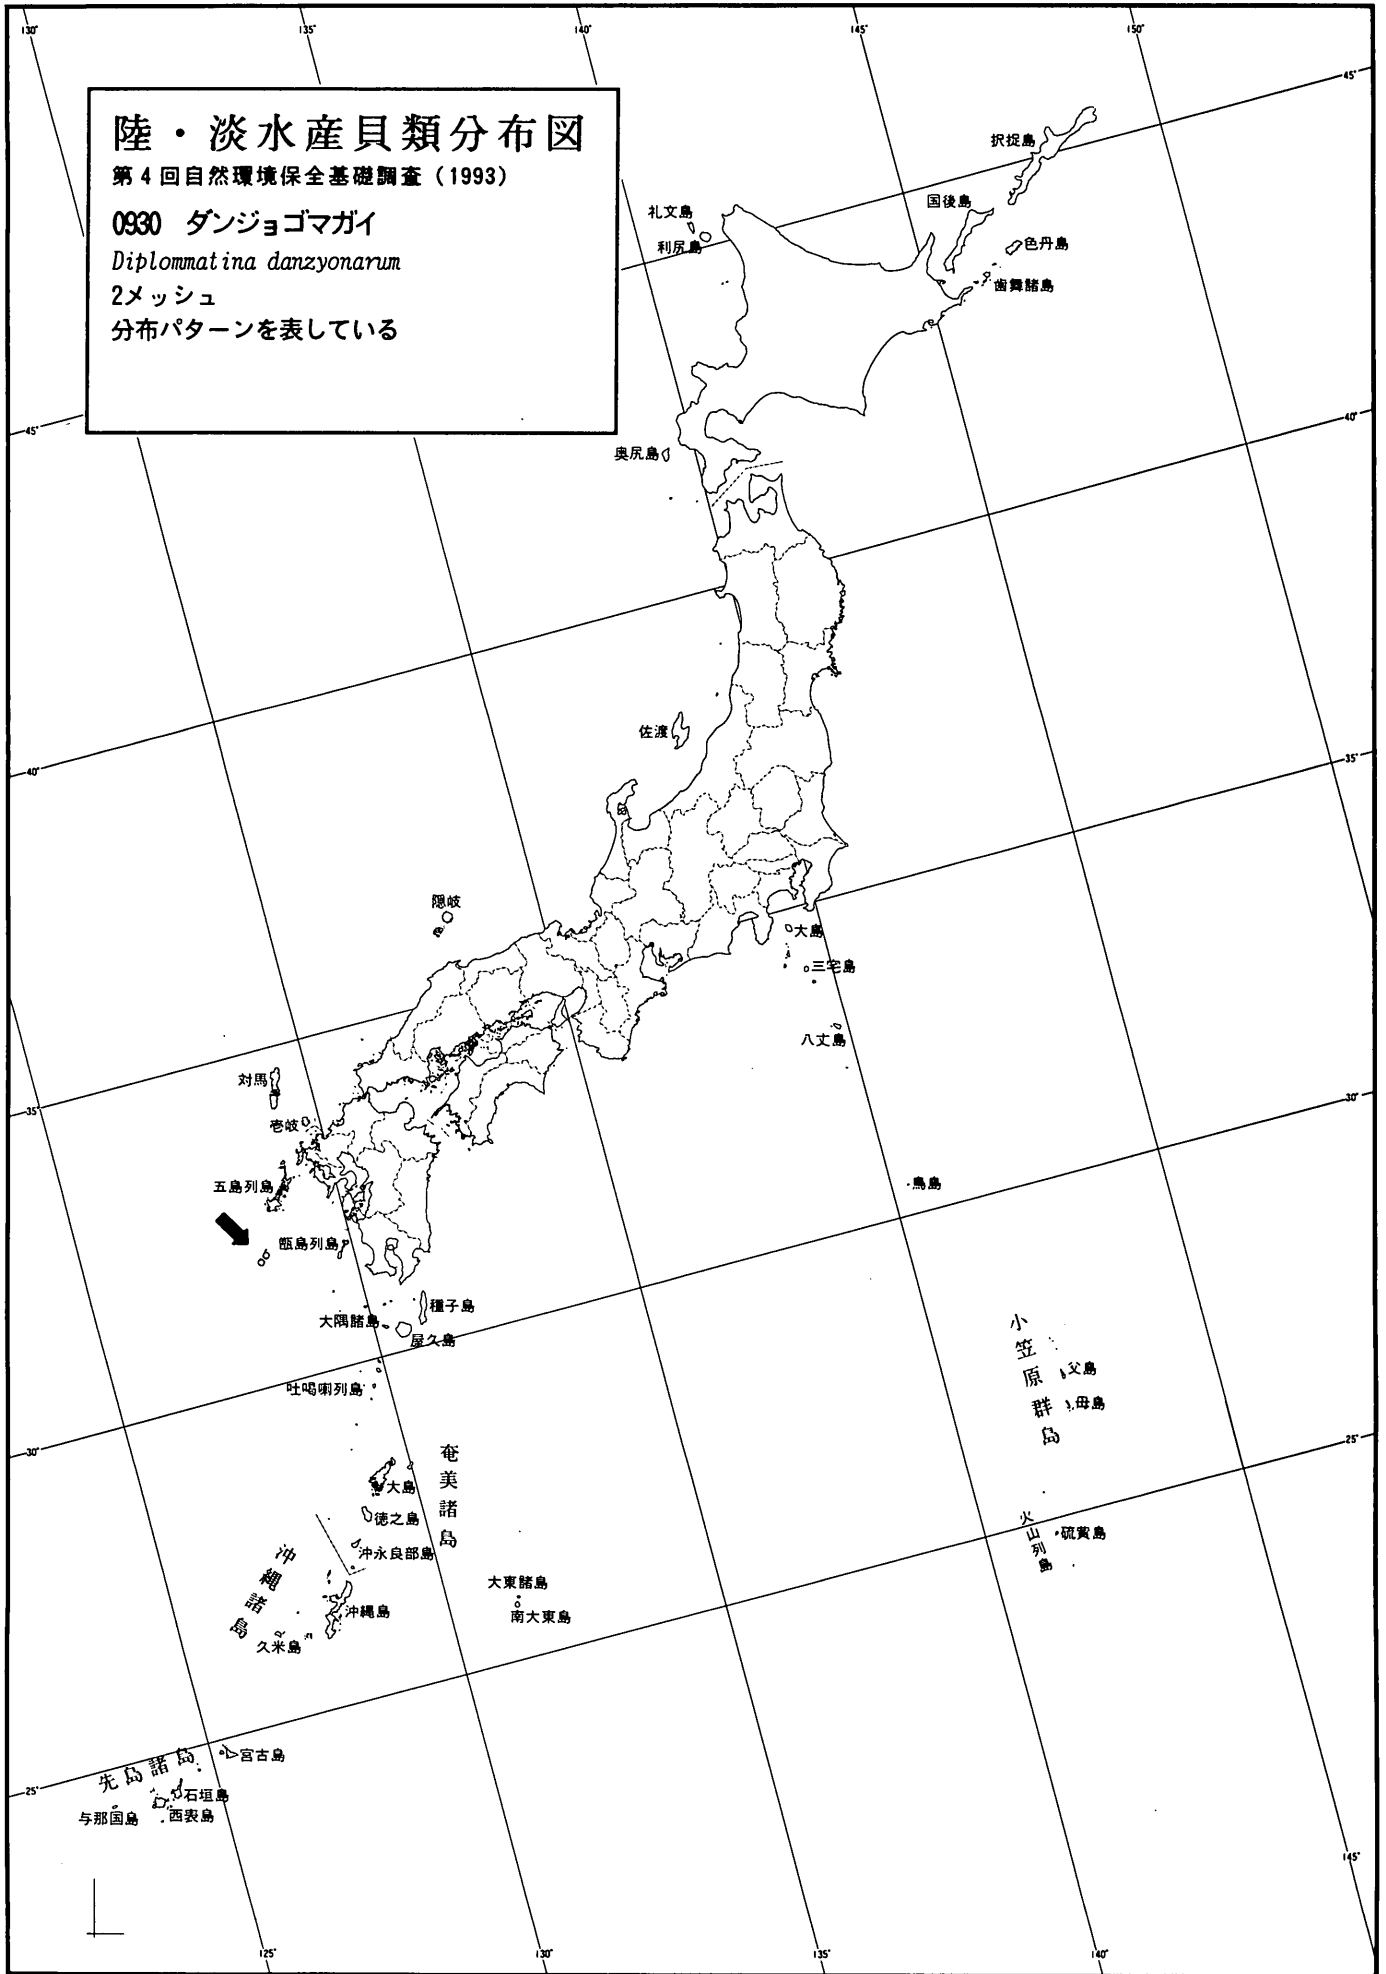 130°
135°
140°
145°
150°
陸・淡水産貝類分布図
第4回自然環境保全基礎調査（1993）
0930 ダンジョゴマガイ
Diplommatina danzyonarum
2メッシュ
分布パターンを表している
45°
択捉島
国後島
礼文島
利尻島
色丹島
歯舞諸島
45°
40°
奥尻島
佐渡
40°
35°
隠岐
大島
三宅島
八丈島
対馬
35°
壱岐
30°
五島列島
鳥島
甑島列島
種子島
大隅諸島
屋久島
吐噶喇列島
小笠原群島
父島
母島
30°
25°
奄美諸島
大島
徳之島
沖永良部島
火山列島
硫黄島
沖縄諸島
大東諸島
南大東島
沖縄島
久米島
宮古島
先島諸島
25°
石垣島
与那国島
西表島
145°
125°
130°
135°
140°